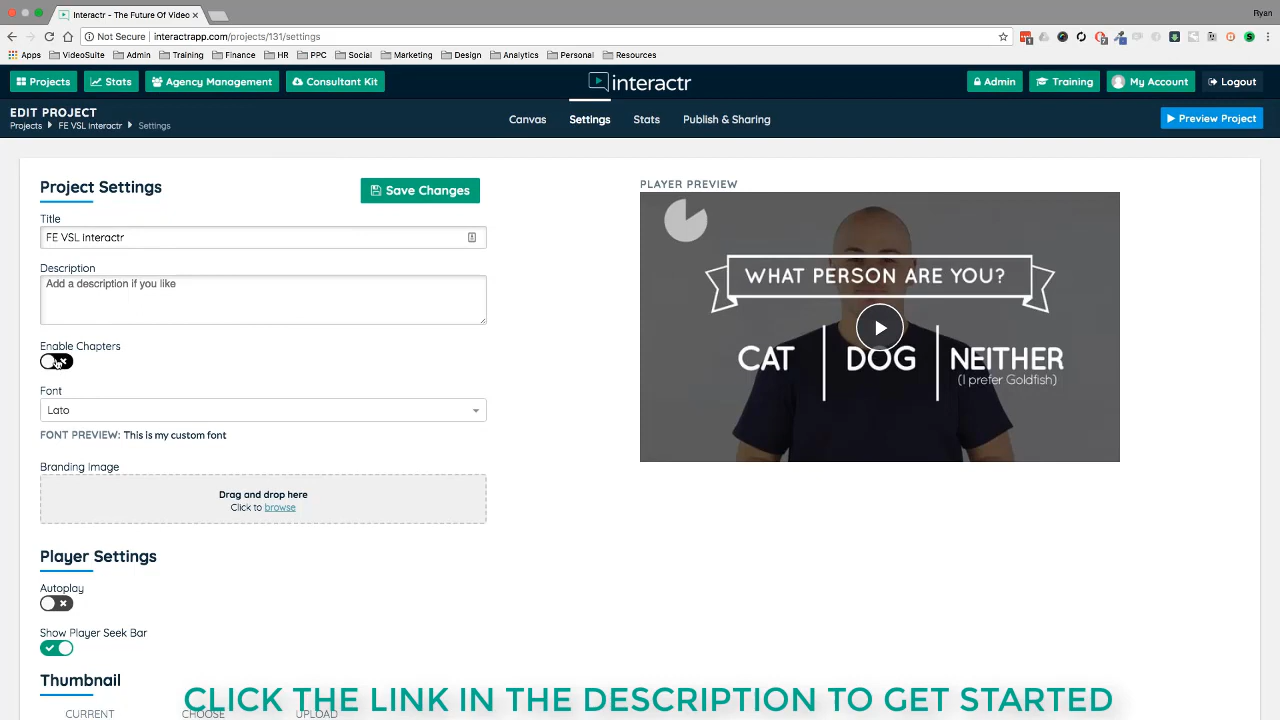 Interactr - The Future Of Video
Ryan
Not Secure interactrapp.com/projects/131/settings
Apps VideoSuite Admin Training Finance HR PPC Social Marketing Design Analytics Personal Resources
Projects Stats Agency Management Consultant Kit interactr Admin Training My Account Logout
EDIT PROJECT
Projects FE VSL interactr Settings
Canvas Settings Stats Publish & Sharing
Preview Project
Project Settings
Save Changes
PLAYER PREVIEW
Title
FE VSL interactr
Description
Add a description if you like
Enable Chapters
Font
Lato
FONT PREVIEW: This is my custom font
Branding Image
Drag and drop here
Click to browse
WHAT PERSON ARE YOU?
CAT DOG NEITHER
(I prefer Goldfish)
Player Settings
Autoplay
Show Player Seek Bar
Thumbnail
CURRENT CHOOSE UPLOAD
CLICK THE LINK IN THE DESCRIPTION TO GET STARTED